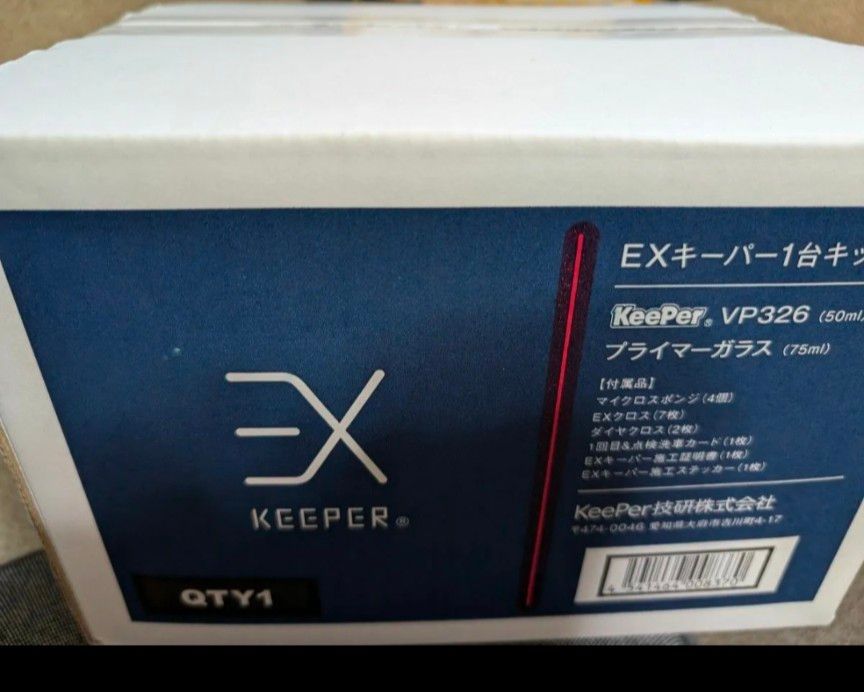 EX
KEEPER®
QTY1
EXキーパー1台キッ
KeePer® VP326 (50ml)
プライマーガラス (75ml)
【付属品】
マイクロスポンジ(4個)
EXクロス(7枚)
ダイヤクロス(2枚)
1回目&点検洗車カード(1枚)
EXキーパー施工証明書(1枚)
EXキーパー施工ステッカー(1枚)
KeePer技研株式会社
〒474-0046 愛知県大府市吉川町4-17